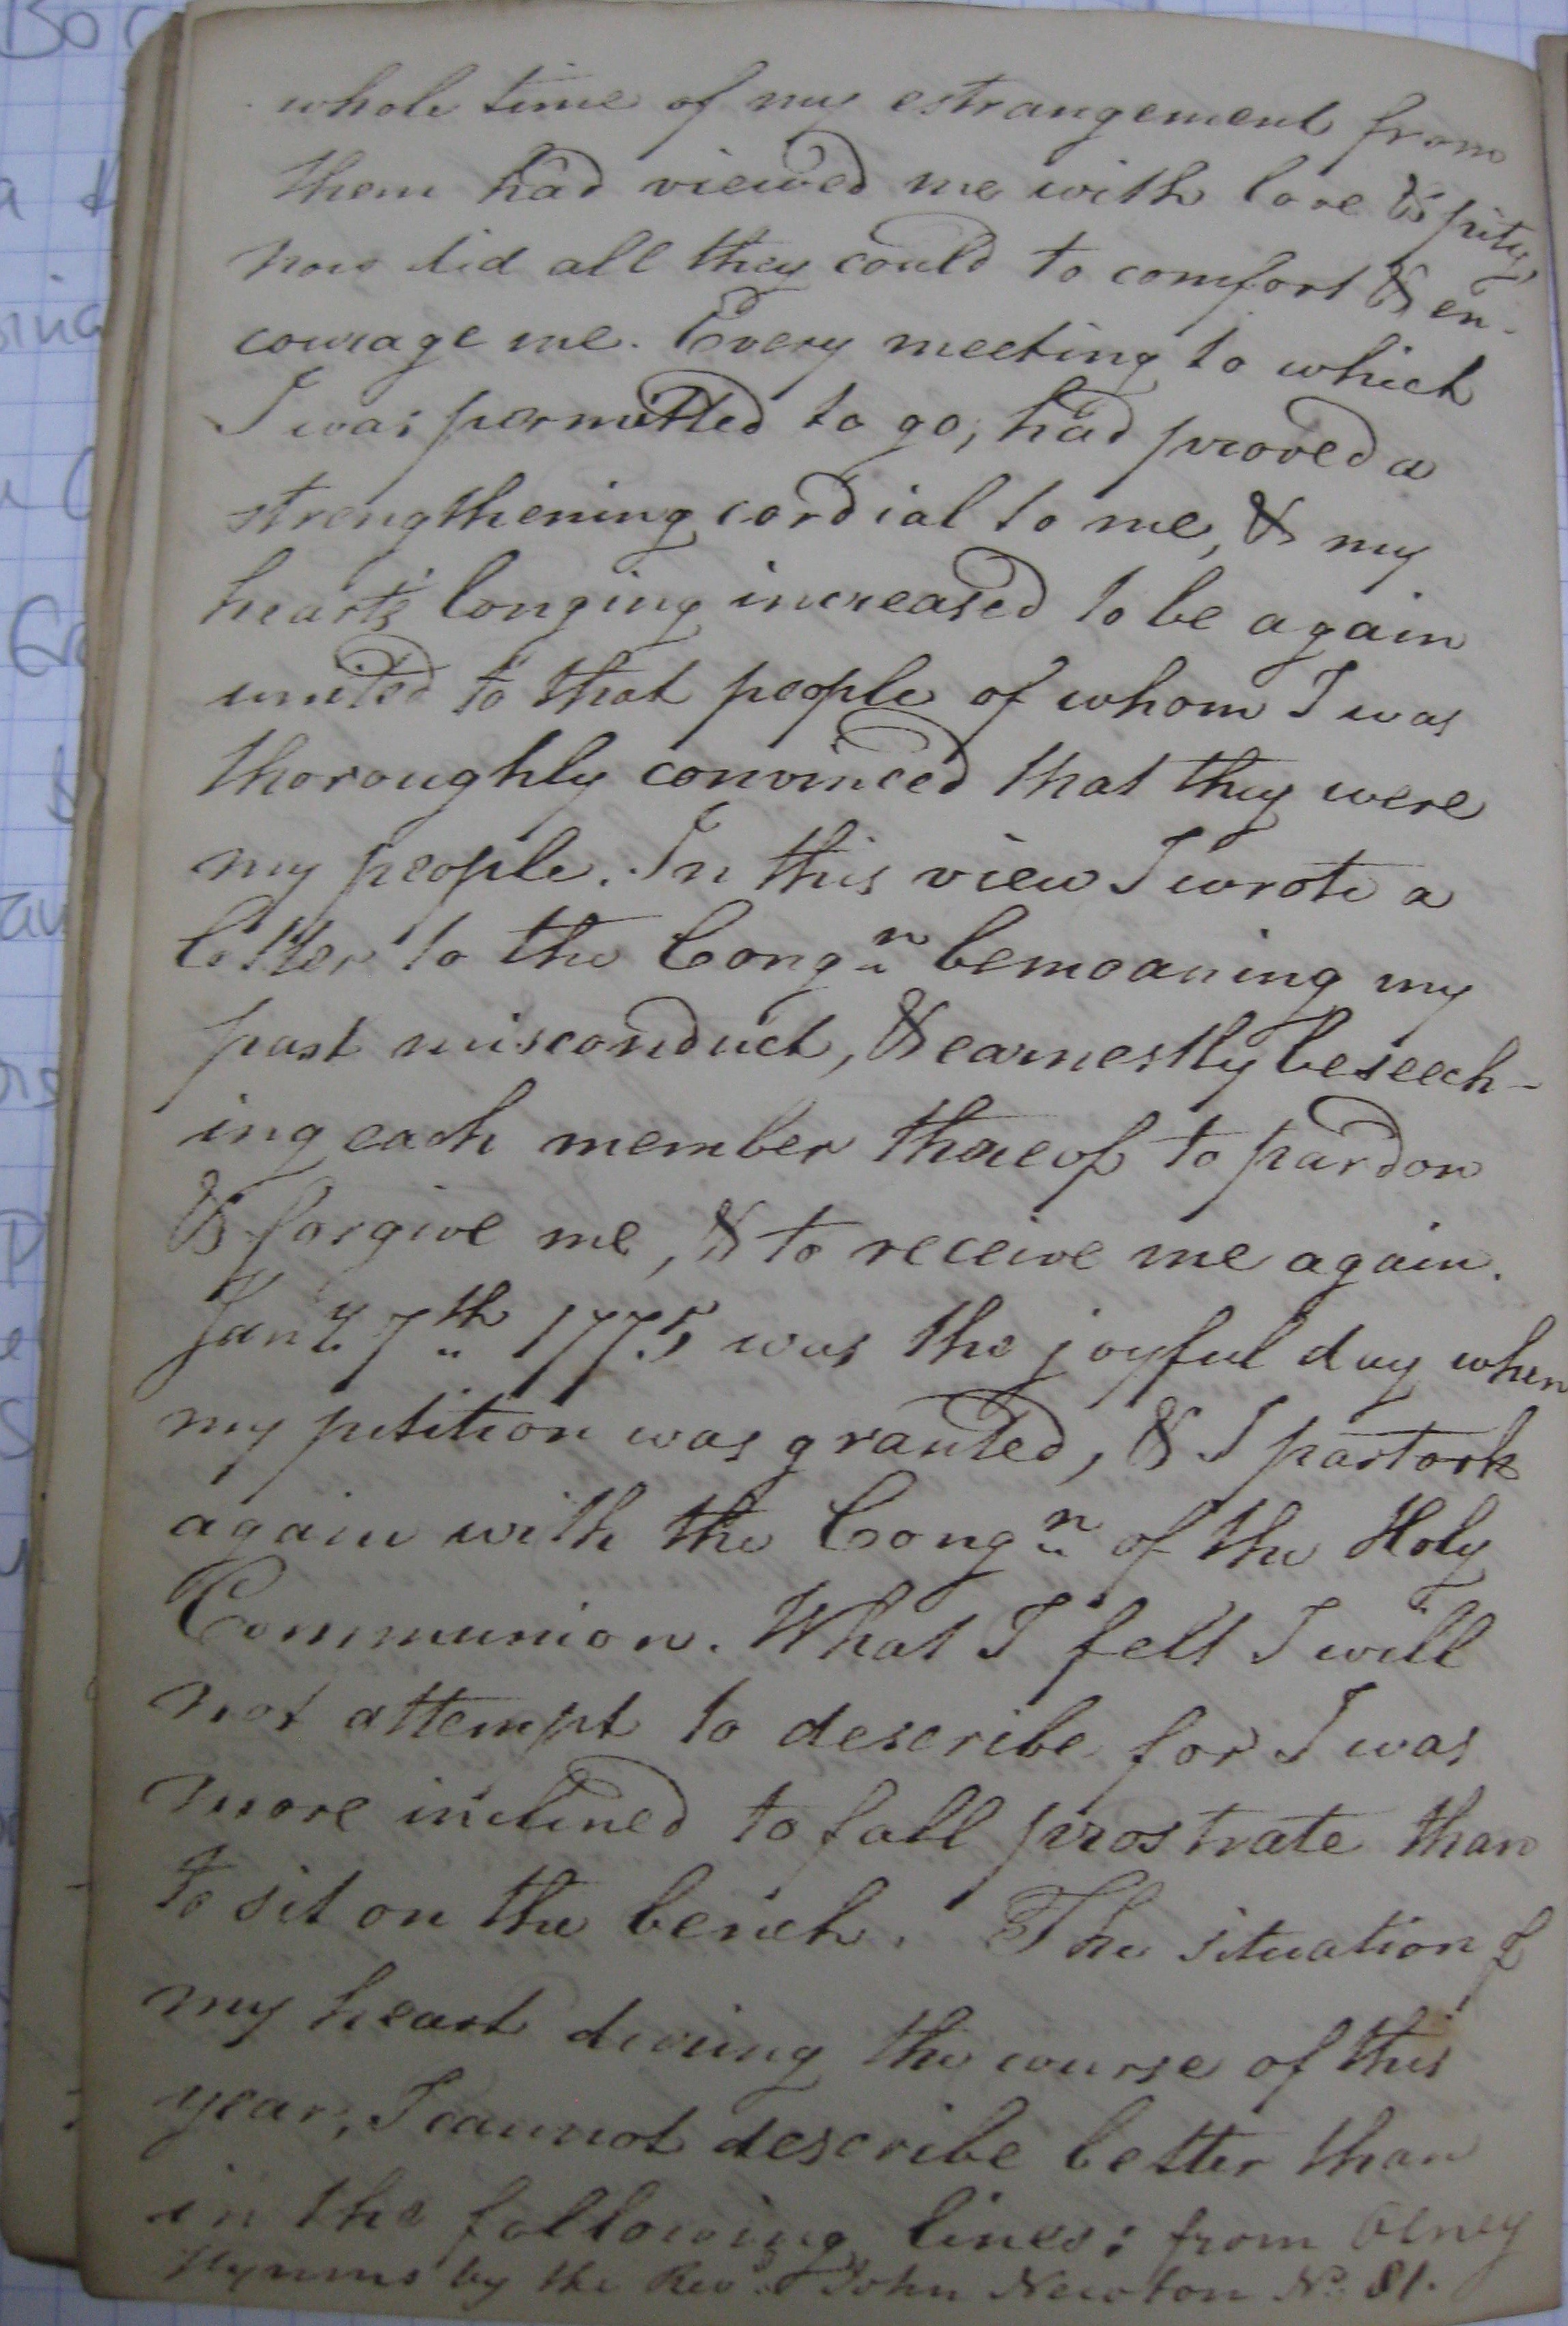 whole time of my estrangement from
them had viewed me with love & pity,
now did all they could to comfort & en-
courage me. Every meeting to which
I was permitted to go, had proved a
strengthening cordial to me, & my
heart's longing increased to be again
united to that people of whom I was
thoroughly convinced that they were
my people. In this view I wrote a
letter to the Congn bemoaning my
past misconduct, & earnestly beseech-
ing each member thereof to pardon
& forgive me, & to receive me again.
Jany. 7th 1775 was the joyful day when
my petition was granted, & I partook
again with the Congn of the Holy
Communion. What I felt I will
not attempt to describe for I was
more inclined to fall prostrate than
to sit on the bench. The situation of
my heart during the course of this
year, I cannot describe better than
in the following lines: from Olney
Hymns by the Revd John Newton No. 81.